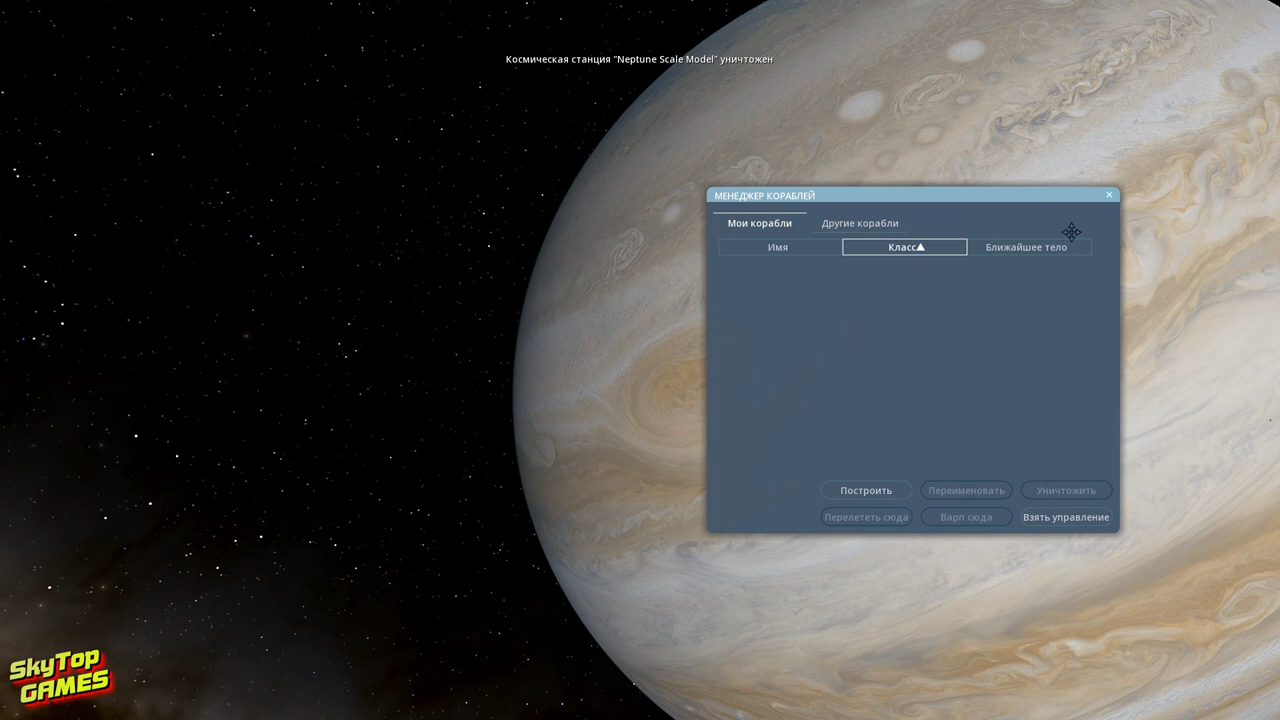 Космическая станция "Neptune Scale Model" уничтожен
МЕНЕДЖЕР КОРАБЛЕЙ
Мои корабли Другие корабли
Имя Класс▲ Ближайшее тело
Построить Переименовать Уничтожить
Перелететь сюда Варп сюда Взять управление
SkyTop
GAMES